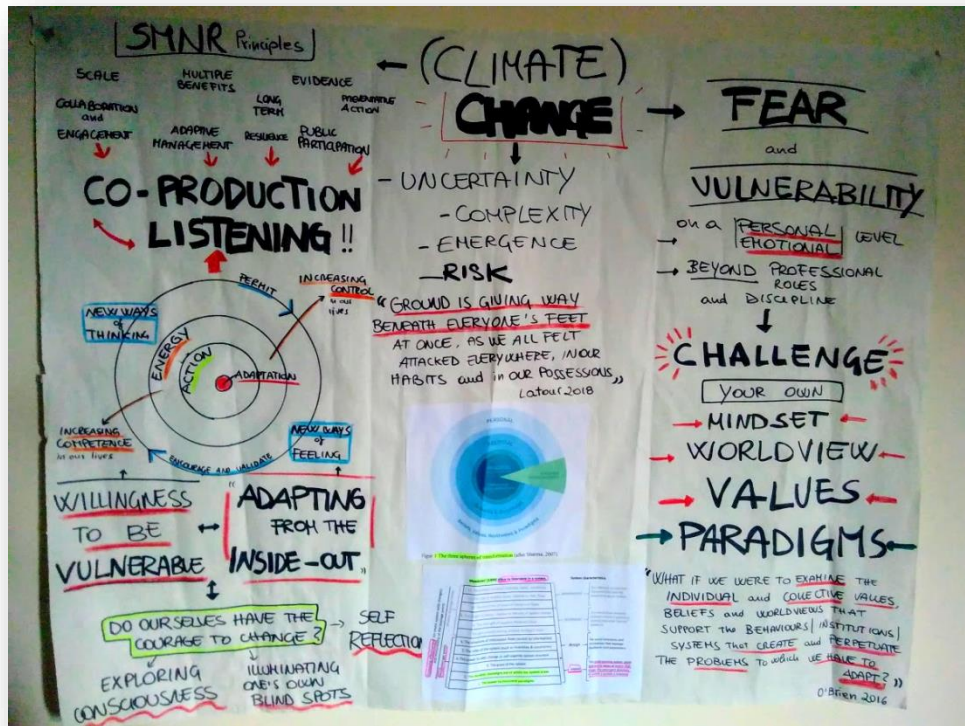 SMNR Principles
SCALE
MULTIPLE
BENEFITS
EVIDENCE
COLLABORATION
and
ENGAGEMENT
ADAPTIVE
MANAGEMENT
LONG
TERM
RESILIENCE
PREVENTATIVE
ACTION
PUBLIC
PARTICIPATION
CO-PRODUCTION
LISTENING!!
PERMIT
INCREASING
CONTROL
in our
lives
NEW WAYS
of
THINKING
ENERGY
ACTION
ADAPTATION
INCREASING
COMPETENCE
in our lives
NEW WAYS
of
FEELING
ENCOURAGE AND VALIDATE
WILLINGNESS
TO BE
VULNERABLE
"ADAPTING
FROM THE
INSIDE-OUT"
DO OURSELVES HAVE THE
COURAGE TO CHANGE?
SELF
REFLECTION
EXPLORING
CONSCIOUSNESS
ILLUMINATING
ONE'S OWN
BLIND SPOTS
(CLIMATE)
CHANGE
- UNCERTAINTY
- COMPLEXITY
- EMERGENCE
- RISK
"GROUND IS GIVING WAY
BENEATH EVERYONE'S FEET
AT ONCE, AS WE ALL FELT
ATTACKED EVERYWHERE, IN OUR
HABITS and in OUR POSSESSIONS"
Latour 2018
PERSONAL
FEAR
and
VULNERABILITY
on a PERSONAL LEVEL
EMOTIONAL
BEYOND PROFESSIONAL
ROLES
and DISCIPLINE
CHALLENGE
YOUR OWN
MINDSET
WORLDVIEW
VALUES
PARADIGMS
"WHAT IF WE WERE TO EXAMINE THE
INDIVIDUAL and COLECTIVE VALUES,
BELIEFS and WORLDVIEWS THAT
SUPPORT the BEHAVIOURS| INSTITUTIONS|
SYSTEMS that CREATE and PERPETUATE
THE PROBLEMS to which WE HAVE TO
ADAPT?"
O'BRIEN 2016